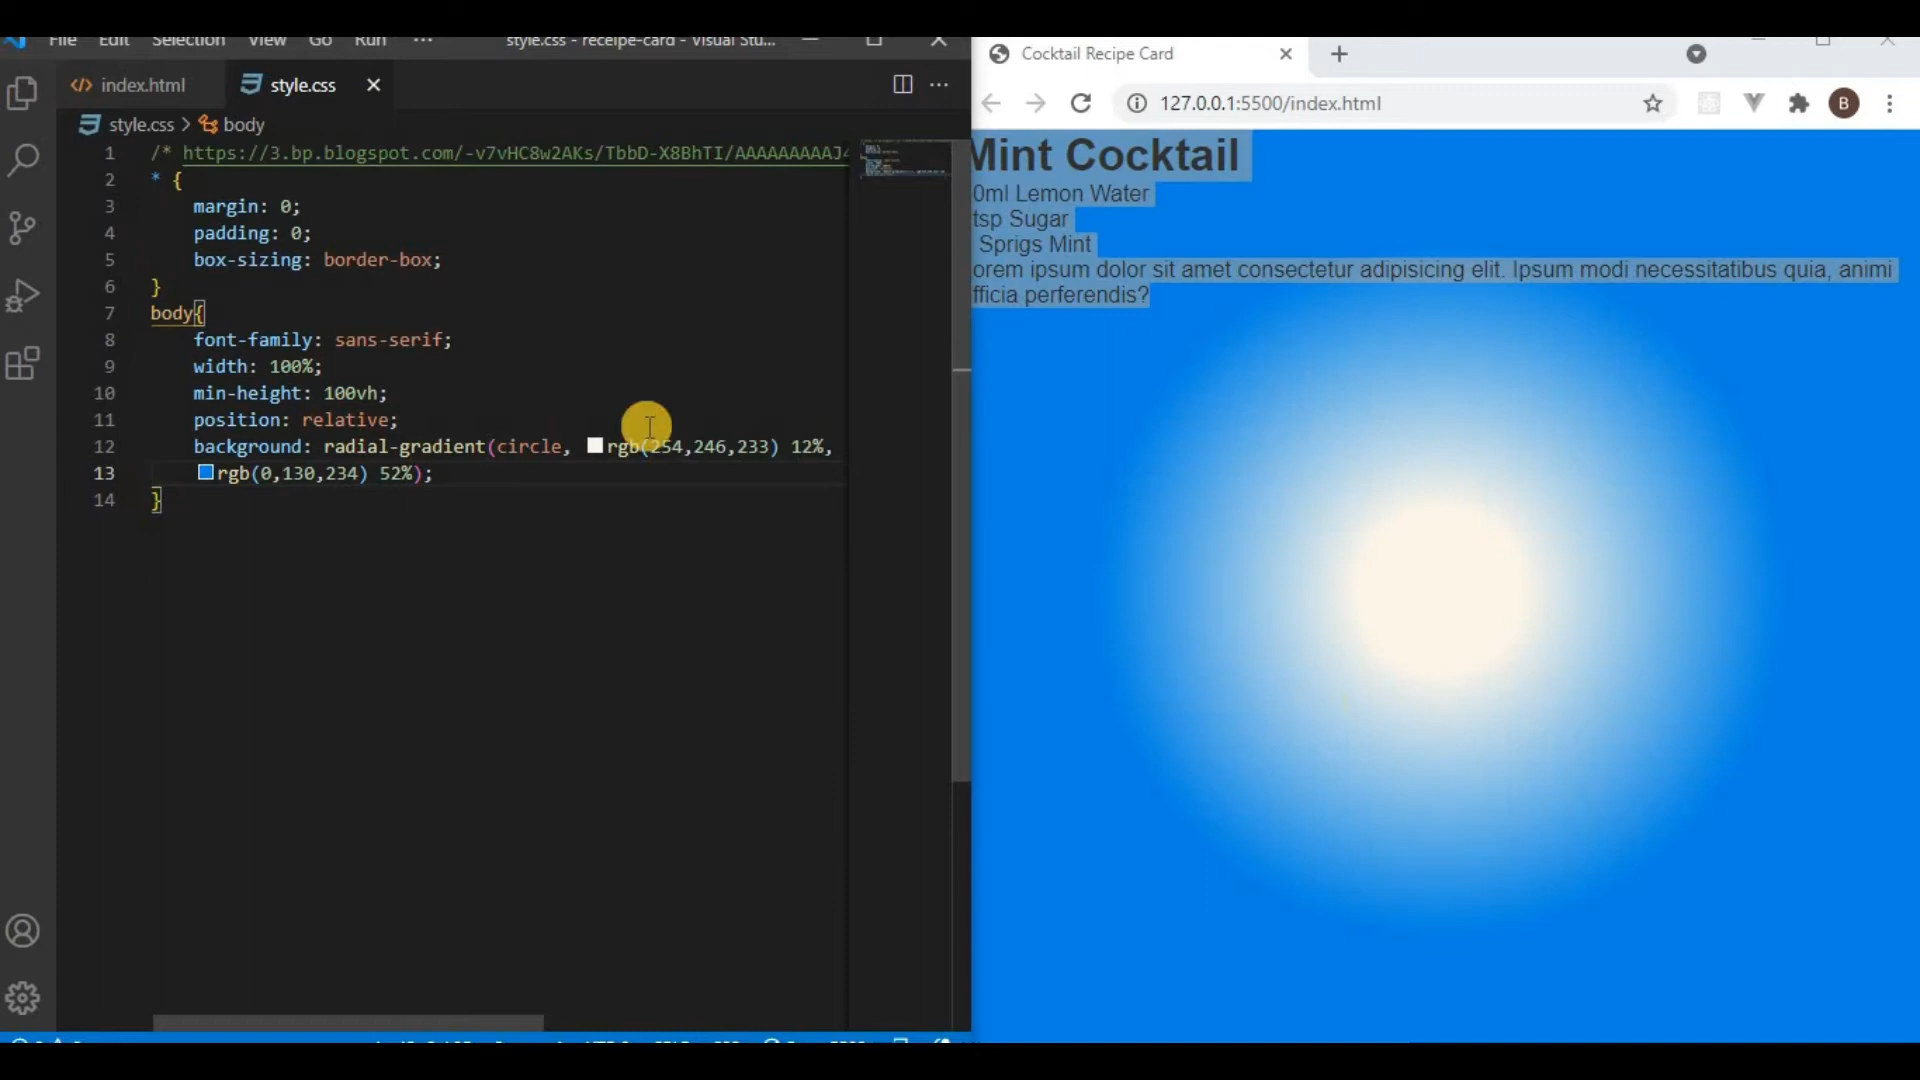 File Edit Selection View Go Run ··· style.css - receipe-card - Visual Stu...
index.html style.css
style.css > body
1 /* https://3.bp.blogspot.com/-v7vHC8w2AKs/TbbD-X8BhTI/AAAAAAAAAJ4
2 * {
3 margin: 0;
4 padding: 0;
5 box-sizing: border-box;
6 }
7 body{
8 font-family: sans-serif;
9 width: 100%;
10 min-height: 100vh;
11 position: relative;
12 background: radial-gradient(circle, rgb(254,246,233) 12%,
13 rgb(0,130,234) 52%);
14 }
Cocktail Recipe Card
127.0.0.1:5500/index.html
B
Mint Cocktail
0ml Lemon Water
tsp Sugar
Sprigs Mint
orem ipsum dolor sit amet consectetur adipisicing elit. Ipsum modi necessitatibus quia, animi
fficia perferendis?